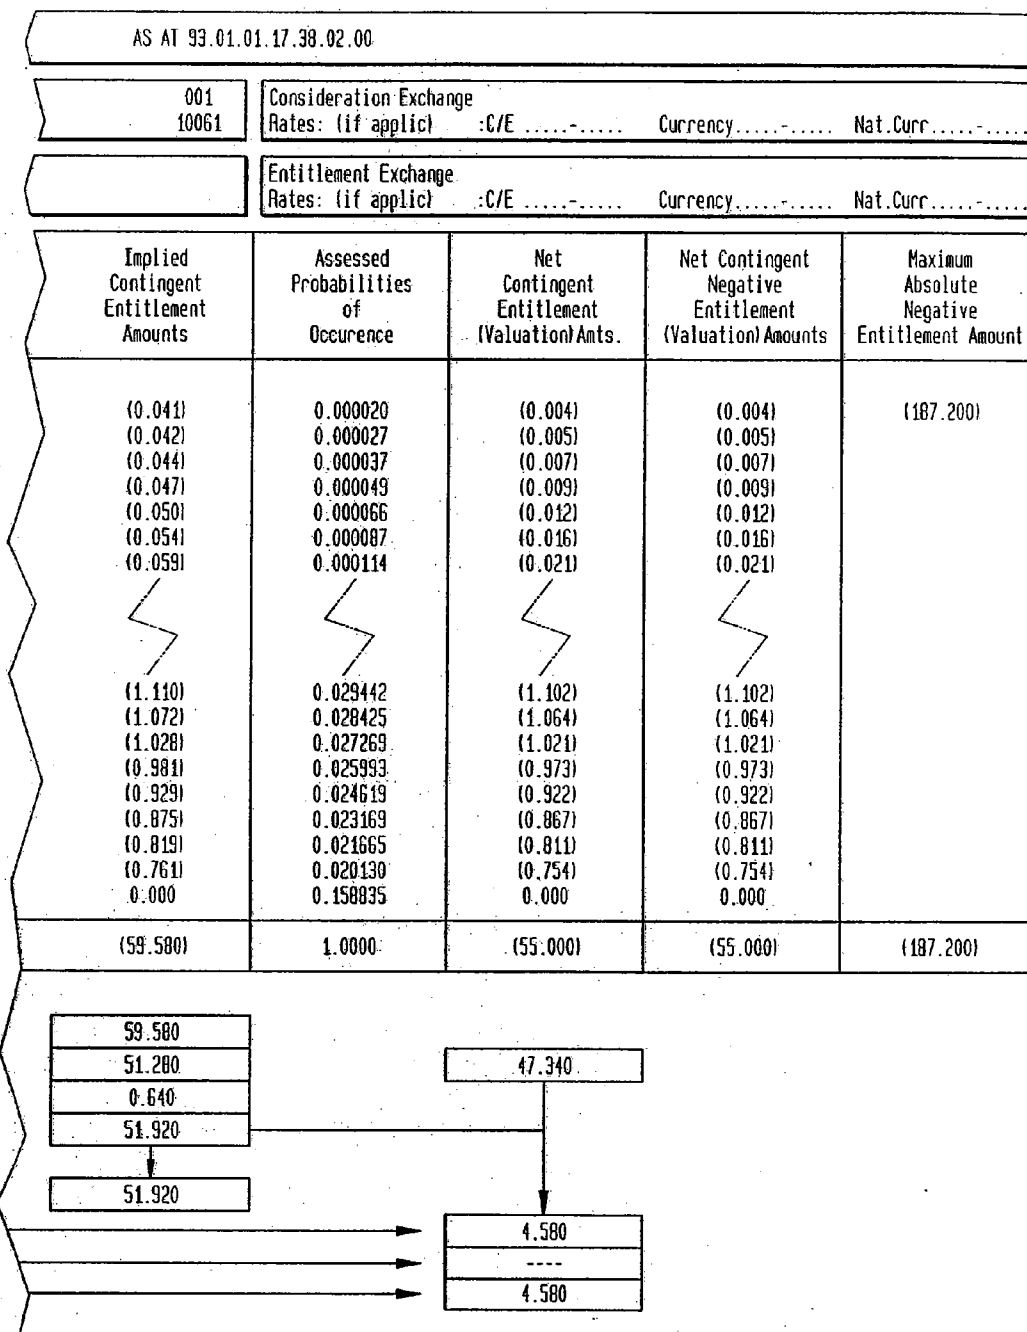 AS AT 93.01.01.17.38.02.00
001
10061
Consideration Exchange
Rates: (if applic) :C/E .....-..... Currency.....-..... Nat.Curr.....-.....
Entitlement Exchange
Rates: (if applic) :C/E .....-..... Currency.....-..... Nat.Curr.....-.....
Implied Contingent Entitlement Amounts
Assessed Probabilities of Occurence
Net Contingent Entitlement (Valuation) Amts.
Net Contingent Negative Entitlement (Valuation) Amounts
Maximum Absolute Negative Entitlement Amount
(0.041) 0.000020 (0.004) (0.004) (187.200)
(0.042) 0.000027 (0.005) (0.005)
(0.044) 0.000037 (0.007) (0.007)
(0.047) 0.000049 (0.009) (0.009)
(0.050) 0.000066 (0.012) (0.012)
(0.054) 0.000087 (0.016) (0.016)
(0.059) 0.000114 (0.021) (0.021)
(1.110) 0.029442 (1.102) (1.102)
(1.072) 0.028425 (1.064) (1.064)
(1.028) 0.027269 (1.021) (1.021)
(0.981) 0.025993 (0.973) (0.973)
(0.929) 0.024619 (0.922) (0.922)
(0.875) 0.023169 (0.867) (0.867)
(0.819) 0.021665 (0.811) (0.811)
(0.761) 0.020130 (0.754) (0.754)
0.000 0.158835 0.000 0.000
(59.580) 1.0000 (55.000) (55.000) (187.200)
59.580
51.280 47.340
0.640
51.920
51.920
4.580
----
4.580